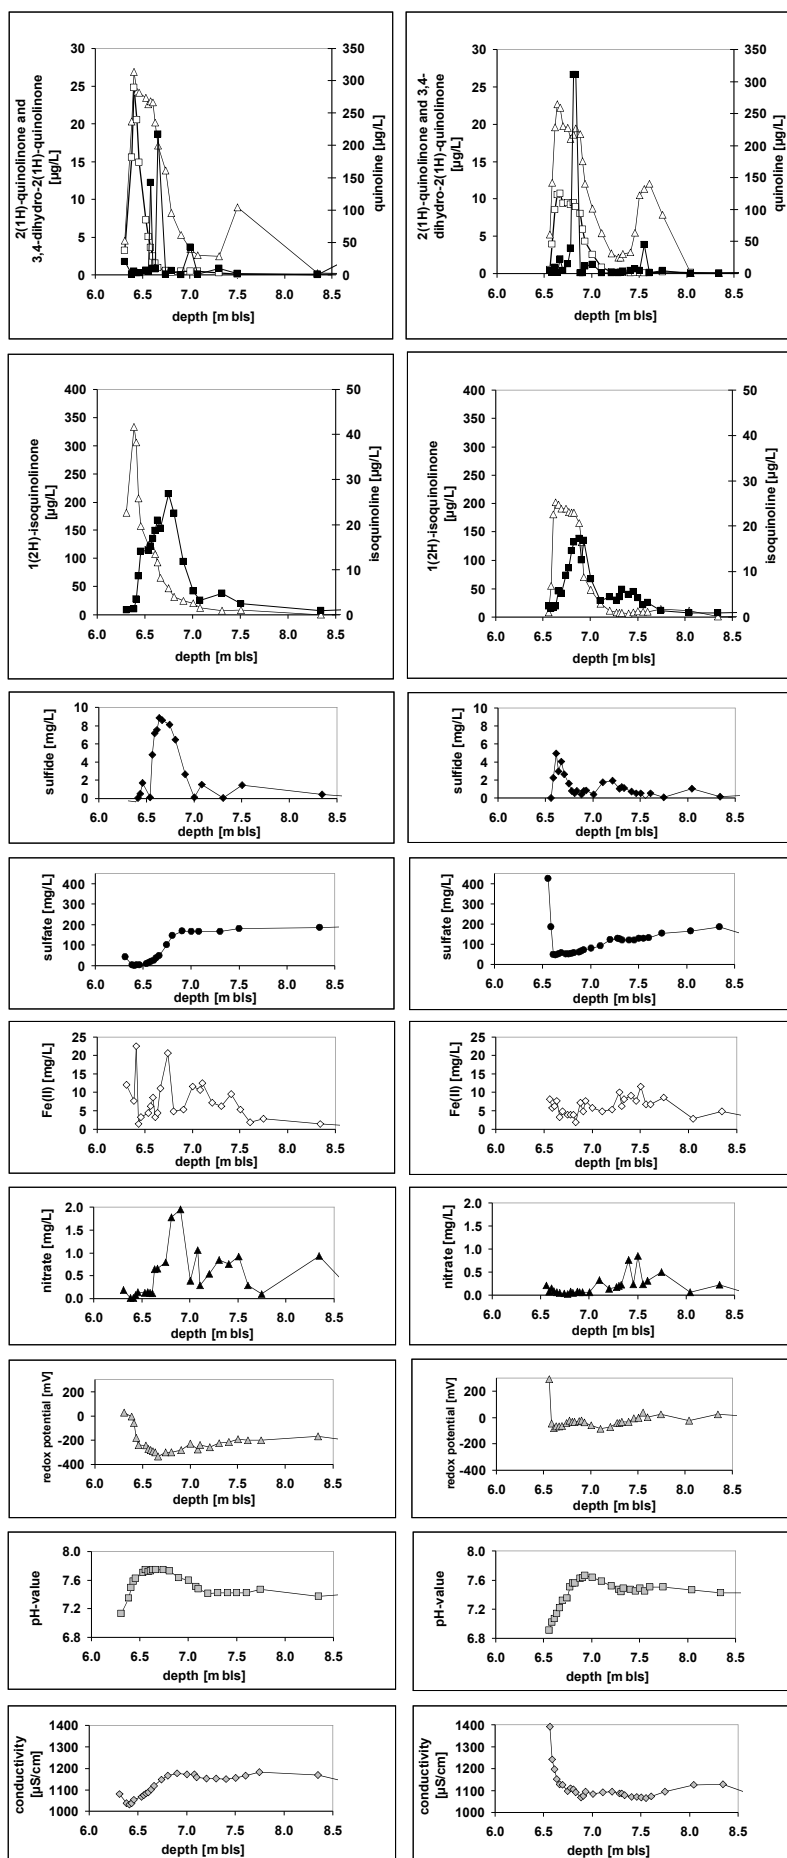 2(1H)-quinolinone and
3,4-dihydro-2(1H)-quinolinone
[µg/L]
30
25
20
15
10
5
0
350
300
250
200
150
100
50
0
quinoline [µg/L]
6.0 6.5 7.0 7.5 8.0 8.5
depth [m bls]
2(1H)-quinolinone and 3,4-
dihydro-2(1H)-quinolinone
[µg/L]
30
25
20
15
10
5
0
350
300
250
200
150
100
50
0
quinoline [µg/L]
6.0 6.5 7.0 7.5 8.0 8.5
depth [m bls]
1(2H)-isoquinolinone
[µg/L]
400
350
300
250
200
150
100
50
0
50
40
30
20
10
0
isoquinoline [µg/L]
6.0 6.5 7.0 7.5 8.0 8.5
depth [m bls]
1(2H)-isoquinolinone
[µg/L]
400
350
300
250
200
150
100
50
0
50
40
30
20
10
0
isoquinoline [µg/L]
6.0 6.5 7.0 7.5 8.0 8.5
depth [m bls]
sulfide [mg/L]
10
8
6
4
2
0
6.0 6.5 7.0 7.5 8.0 8.5
depth [m bls]
sulfide [mg/L]
10
8
6
4
2
0
6.0 6.5 7.0 7.5 8.0 8.5
depth [m bls]
sulfate [mg/L]
400
300
200
100
0
6.0 6.5 7.0 7.5 8.0 8.5
depth [m bls]
sulfate [mg/L]
400
300
200
100
0
6.0 6.5 7.0 7.5 8.0 8.5
depth [m bls]
Fe(II) [mg/L]
25
20
15
10
5
0
6.0 6.5 7.0 7.5 8.0 8.5
depth [m bls]
Fe(II) [mg/L]
25
20
15
10
5
0
6.0 6.5 7.0 7.5 8.0 8.5
depth [m bls]
nitrate [mg/L]
2.0
1.5
1.0
0.5
0.0
6.0 6.5 7.0 7.5 8.0 8.5
depth [m bls]
nitrate [mg/L]
2.0
1.5
1.0
0.5
0.0
6.0 6.5 7.0 7.5 8.0 8.5
depth [m bls]
redox potential [mV]
200
0
-200
-400
6.0 6.5 7.0 7.5 8.0 8.5
depth [m bls]
redox potential [mV]
200
0
-200
-400
6.0 6.5 7.0 7.5 8.0 8.5
depth [m bls]
pH-value
8.0
7.6
7.2
6.8
6.0 6.5 7.0 7.5 8.0 8.5
depth [m bls]
pH-value
8.0
7.6
7.2
6.8
6.0 6.5 7.0 7.5 8.0 8.5
depth [m bls]
conductivity
[µS/cm]
1400
1300
1200
1100
1000
6.0 6.5 7.0 7.5 8.0 8.5
depth [m bls]
conductivity
[µS/cm]
1400
1300
1200
1100
1000
6.0 6.5 7.0 7.5 8.0 8.5
depth [m bls]